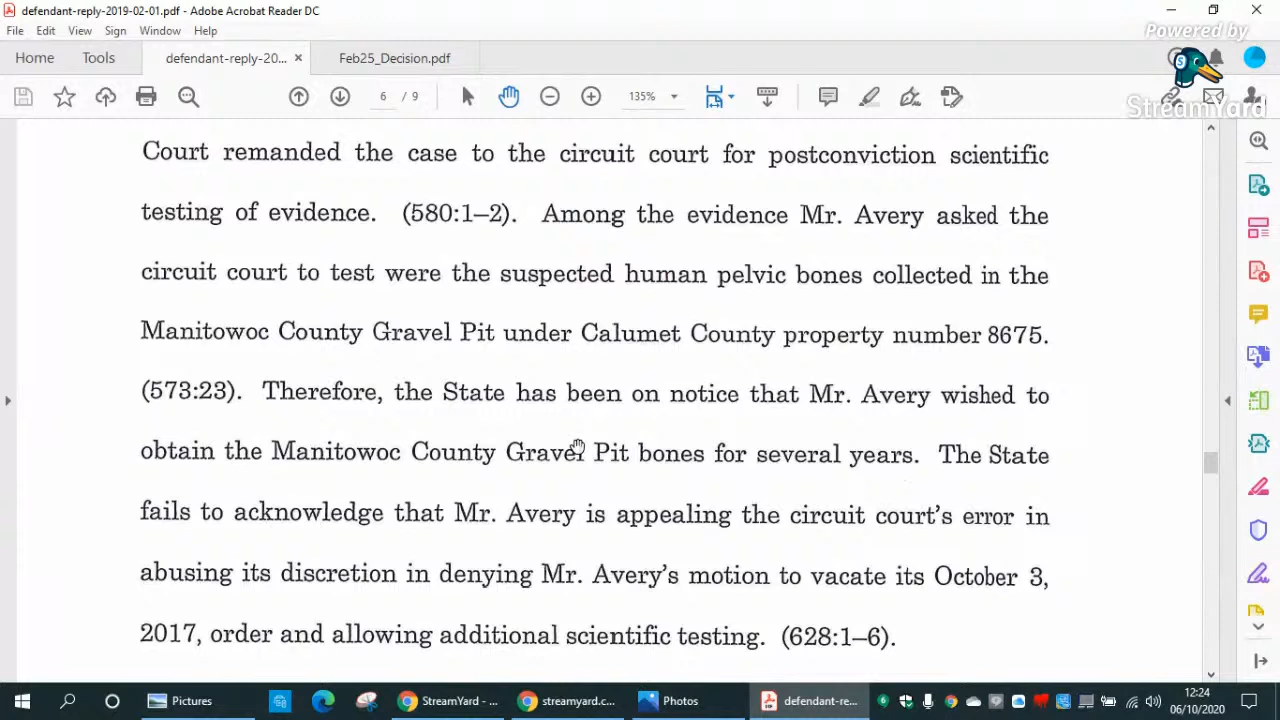 defendant-reply-2019-02-01.pdf - Adobe Acrobat Reader DC
File Edit View Sign Window Help
Powered by
Home Tools defendant-reply-20... × Feb25_Decision.pdf
6 / 9 135%
StreamYard
Court remanded the case to the circuit court for postconviction scientific
testing of evidence. (580:1–2). Among the evidence Mr. Avery asked the
circuit court to test were the suspected human pelvic bones collected in the
Manitowoc County Gravel Pit under Calumet County property number 8675.
(573:23). Therefore, the State has been on notice that Mr. Avery wished to
obtain the Manitowoc County Gravel Pit bones for several years. The State
fails to acknowledge that Mr. Avery is appealing the circuit court's error in
abusing its discretion in denying Mr. Avery's motion to vacate its October 3,
2017, order and allowing additional scientific testing. (628:1–6).
Pictures StreamYard - ... streamyard.c... Photos defendant-re...
12:24
06/10/2020